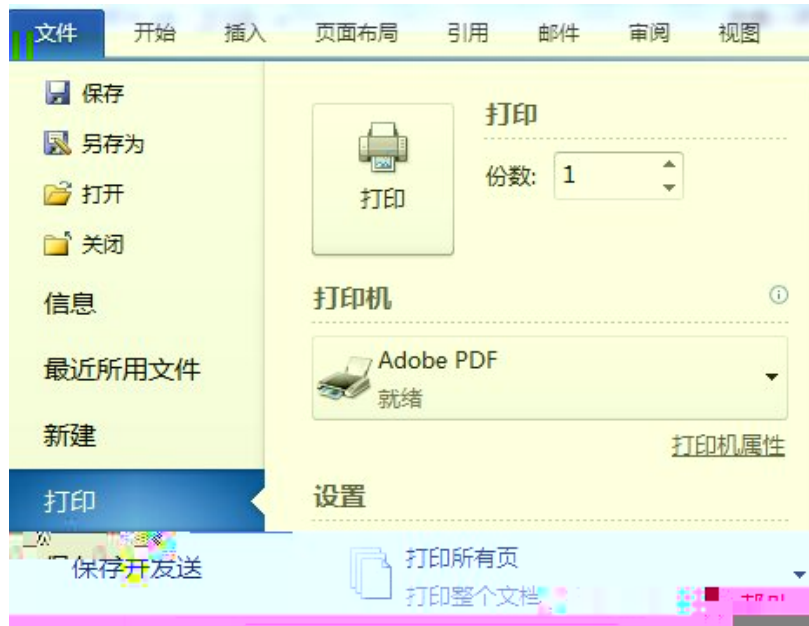 文件 开始 插入 页面布局 引用 邮件 审阅 视图
保存
另存为
打开
关闭
信息
最近所用文件
新建
打印
保存并发送
打印
打印
份数: 1
打印机
Adobe PDF
就绪
打印机属性
设置
打印所有页
打印整个文档